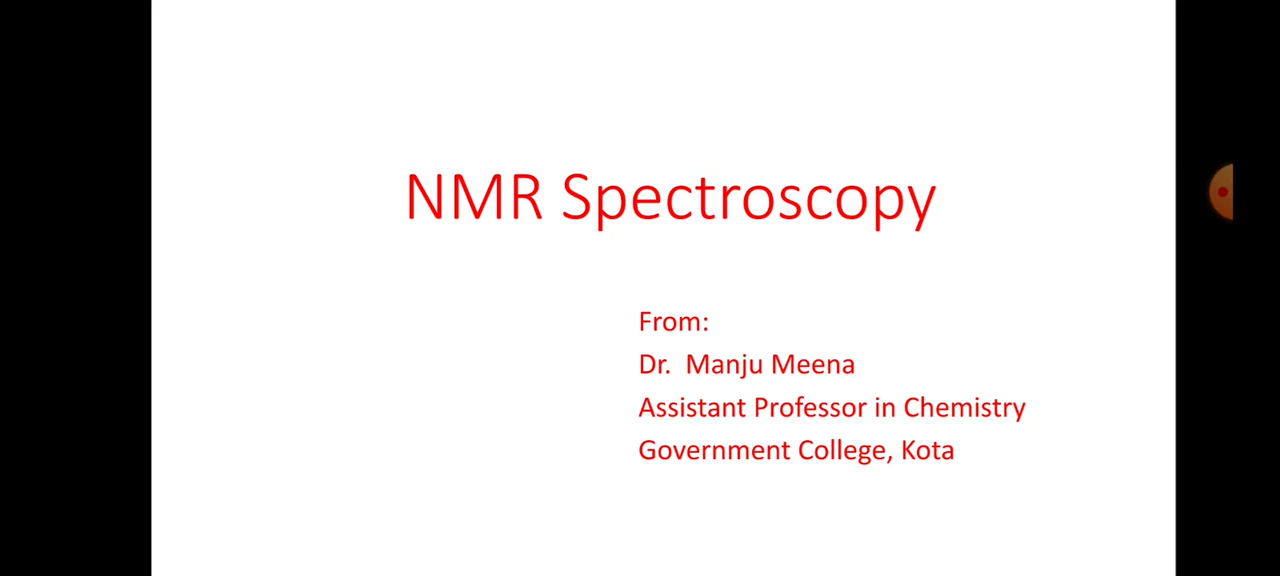 NMR Spectroscopy
From:
Dr. Manju Meena
Assistant Professor in Chemistry
Government College, Kota